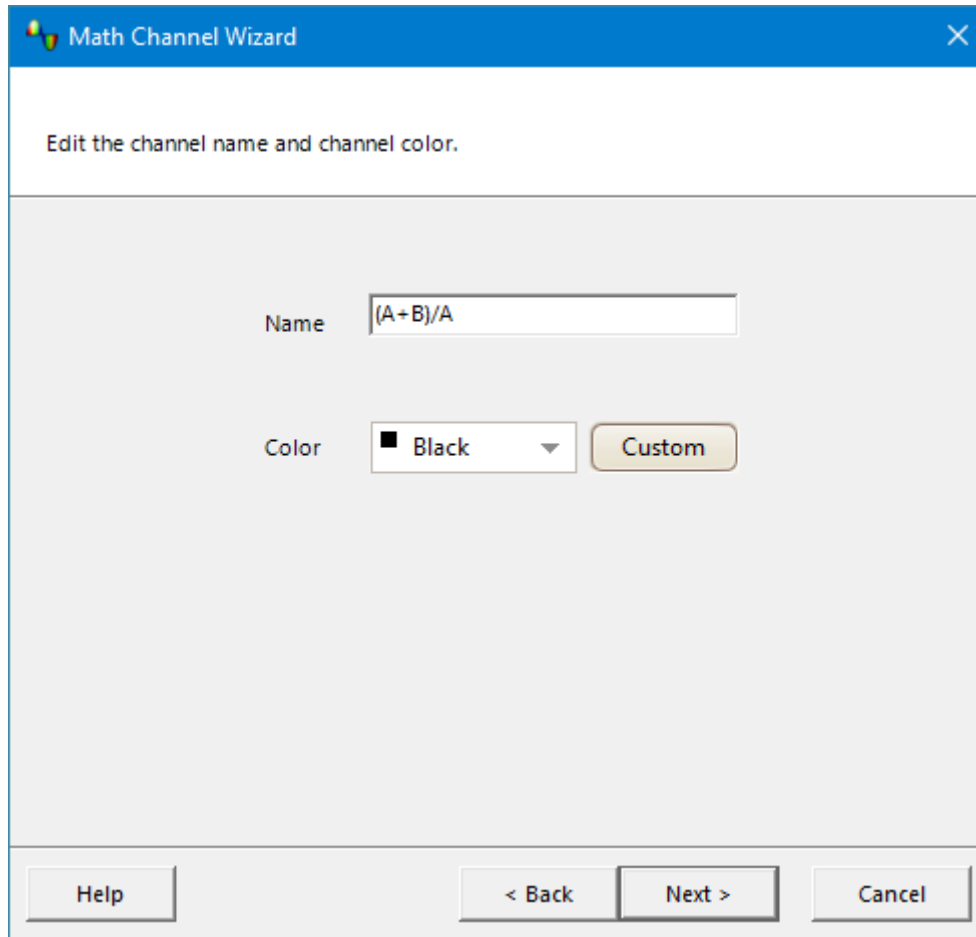 Math Channel Wizard
Edit the channel name and channel color.
Name (A+B)/A
Color Black Custom
Help < Back Next > Cancel